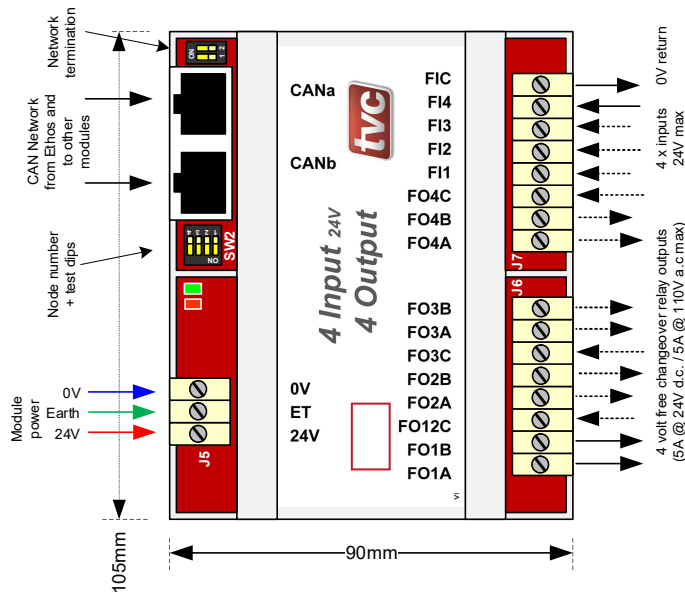 Network
termination
CAN Network
from Ethos and
to other
modules
Node number
+ test dips
Module
power
0V
Earth
24V
105mm
90mm
ON
1 2
CANa
CANb
tvc
4 3 2 1
ON
SW2
4 Input 24V
4 Output
0V
ET
24V
J5
FIC
FI4
FI3
FI2
FI1
FO4C
FO4B
FO4A
FO3B
FO3A
FO3C
FO2B
FO2A
FO12C
FO1B
FO1A
V1
J7
J6
0V return
4 x inputs
24V max
4 volt free changeover relay outputs
(5A @ 24V d.c. / 5A @ 110V a.c max)